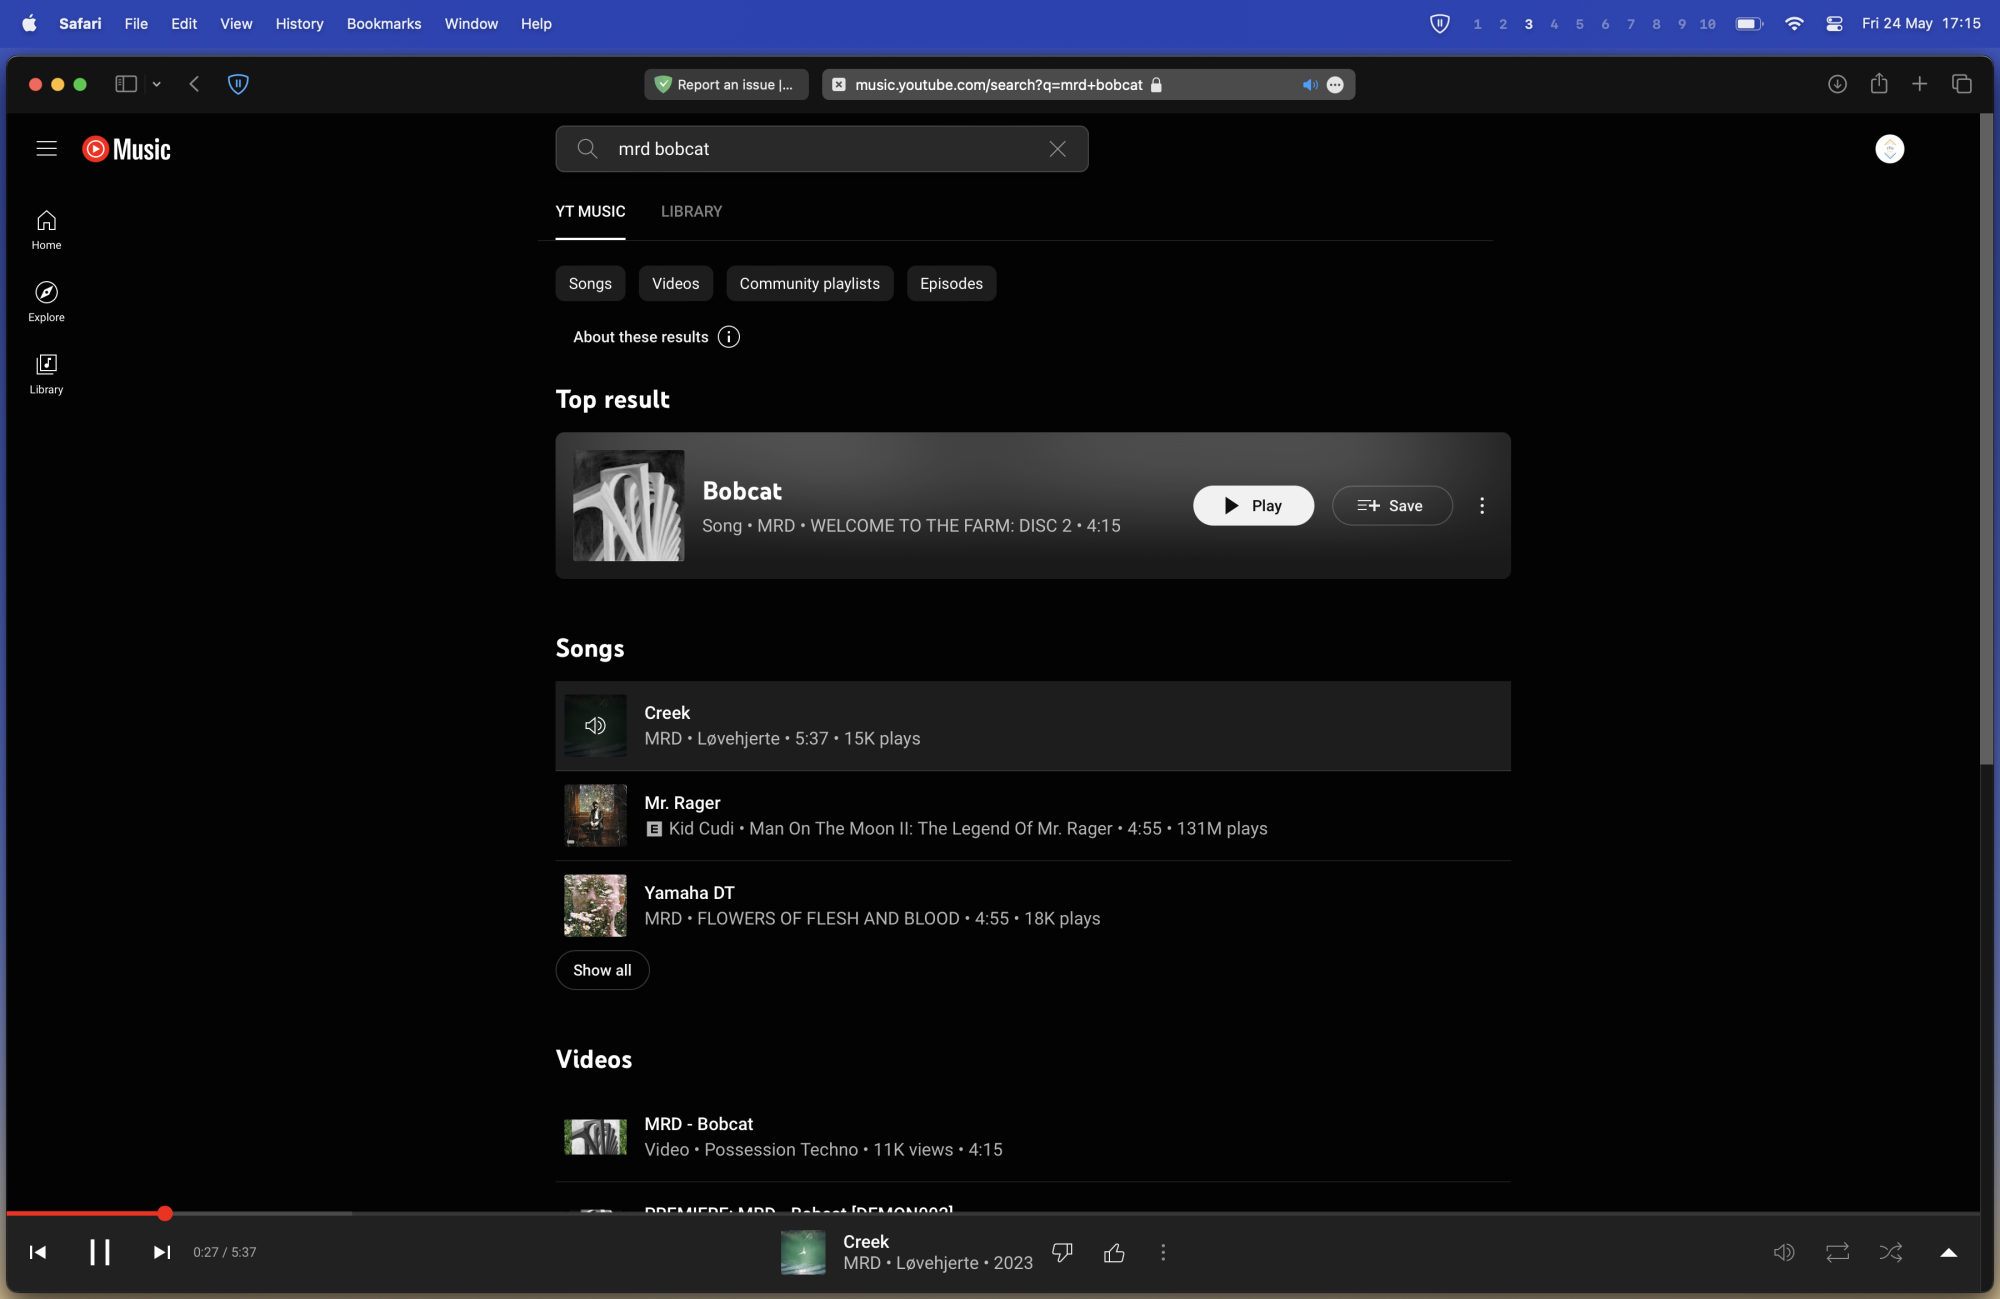 Safari File Edit View History Bookmarks Window Help 1 2 3 4 5 6 7 8 9 10 Fri 24 May 17:15
Report an issue |... music.youtube.com/search?q=mrd+bobcat
Music
mrd bobcat
Home
Explore
Library
YT MUSIC LIBRARY
Songs Videos Community playlists Episodes
About these results
Top result
Bobcat
Song • MRD • WELCOME TO THE FARM: DISC 2 • 4:15
Play Save
Songs
Creek
MRD • Løvehjerte • 5:37 • 15K plays
Mr. Rager
E Kid Cudi • Man On The Moon II: The Legend Of Mr. Rager • 4:55 • 131M plays
Yamaha DT
MRD • FLOWERS OF FLESH AND BLOOD • 4:55 • 18K plays
Show all
Videos
MRD - Bobcat
Video • Possession Techno • 11K views • 4:15
PREMIERE: MRD - Bobcat [DEMON003]
0:27 / 5:37
Creek
MRD • Løvehjerte • 2023